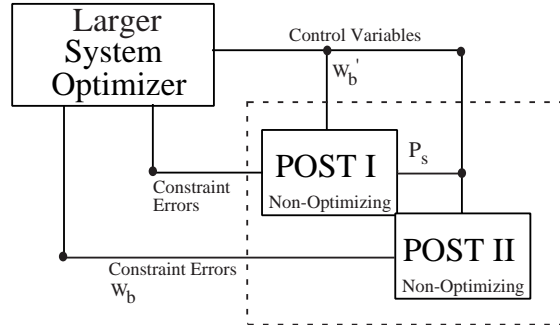 Larger
System
Optimizer
Control Variables
W_b'
POST I
Non-Optimizing
P_s
Constraint
Errors
POST II
Non-Optimizing
Constraint Errors
W_b